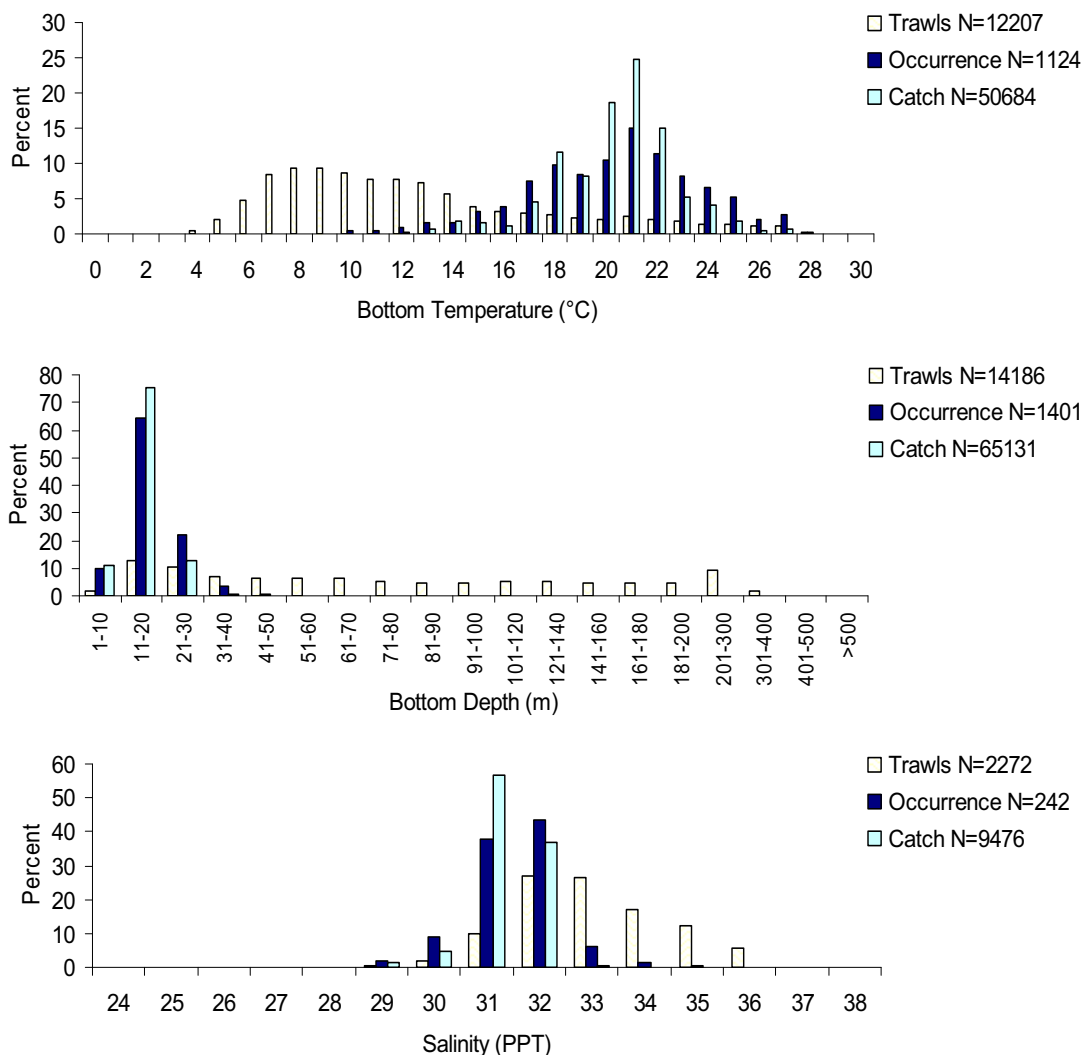 30
25
20
15
10
5
0
Percent
0 2 4 6 8 10 12 14 16 18 20 22 24 26 28 30
Bottom Temperature (°C)
Trawls N=12207
Occurrence N=1124
Catch N=50684
80
70
60
50
40
30
20
10
0
Percent
1-10
11-20
21-30
31-40
41-50
51-60
61-70
71-80
81-90
91-100
101-120
121-140
141-160
161-180
181-200
201-300
301-400
401-500
>500
Bottom Depth (m)
Trawls N=14186
Occurrence N=1401
Catch N=65131
60
50
40
30
20
10
0
Percent
24 25 26 27 28 29 30 31 32 33 34 35 36 37 38
Salinity (PPT)
Trawls N=2272
Occurrence N=242
Catch N=9476